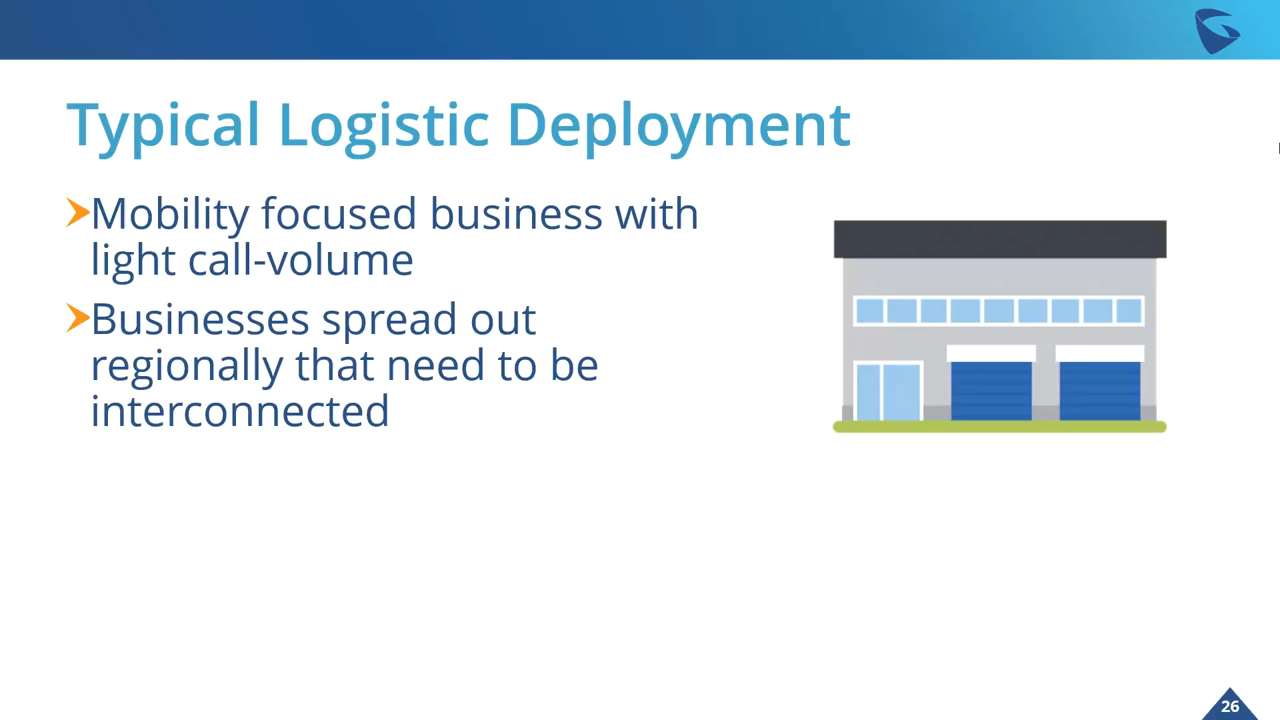 Typical Logistic Deployment
Mobility focused business with
light call-volume
Businesses spread out
regionally that need to be
interconnected
26